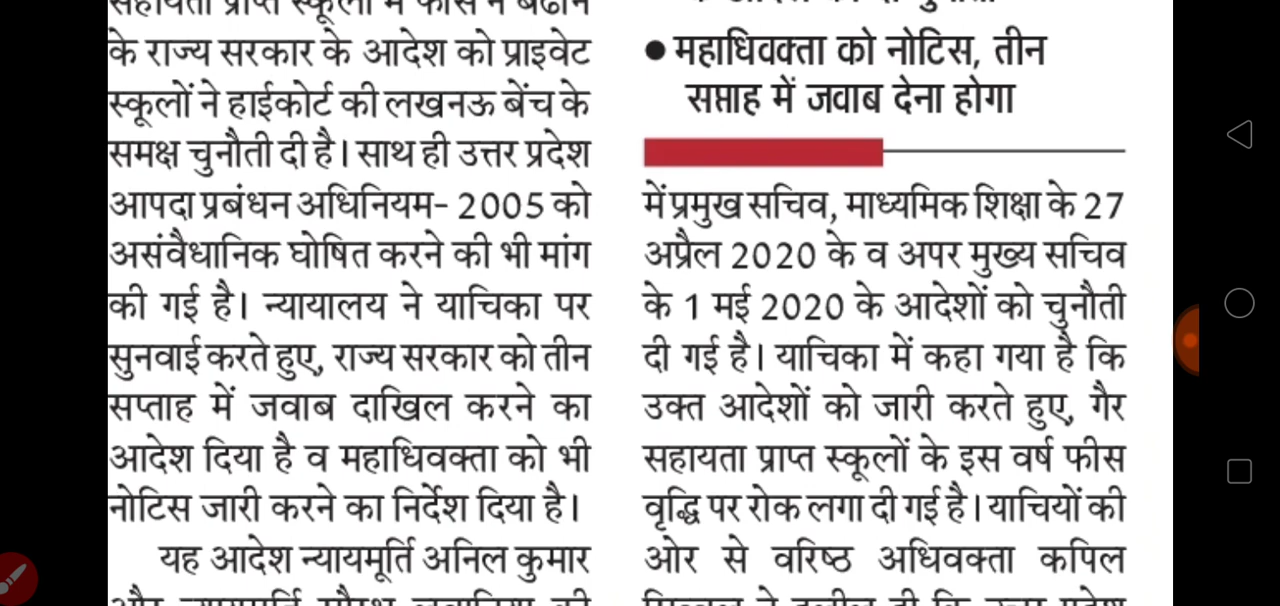 सहायता प्राप्त स्कूलों में फीस न बढ़ाने
के राज्य सरकार के आदेश को प्राइवेट
स्कूलों ने हाईकोर्ट की लखनऊ बेंच के
समक्ष चुनौती दी है। साथ ही उत्तर प्रदेश
आपदा प्रबंधन अधिनियम- 2005 को
असंवैधानिक घोषित करने की भी मांग
की गई है। न्यायालय ने याचिका पर
सुनवाई करते हुए, राज्य सरकार को तीन
सप्ताह में जवाब दाखिल करने का
आदेश दिया है व महाधिवक्ता को भी
नोटिस जारी करने का निर्देश दिया है।
यह आदेश न्यायमूर्ति अनिल कुमार
● महाधिवक्ता को नोटिस, तीन
सप्ताह में जवाब देना होगा
में प्रमुख सचिव, माध्यमिक शिक्षा के 27
अप्रैल 2020 के व अपर मुख्य सचिव
के 1 मई 2020 के आदेशों को चुनौती
दी गई है। याचिका में कहा गया है कि
उक्त आदेशों को जारी करते हुए, गैर
सहायता प्राप्त स्कूलों के इस वर्ष फीस
वृद्धि पर रोक लगा दी गई है। याचियों की
ओर से वरिष्ठ अधिवक्ता कपिल